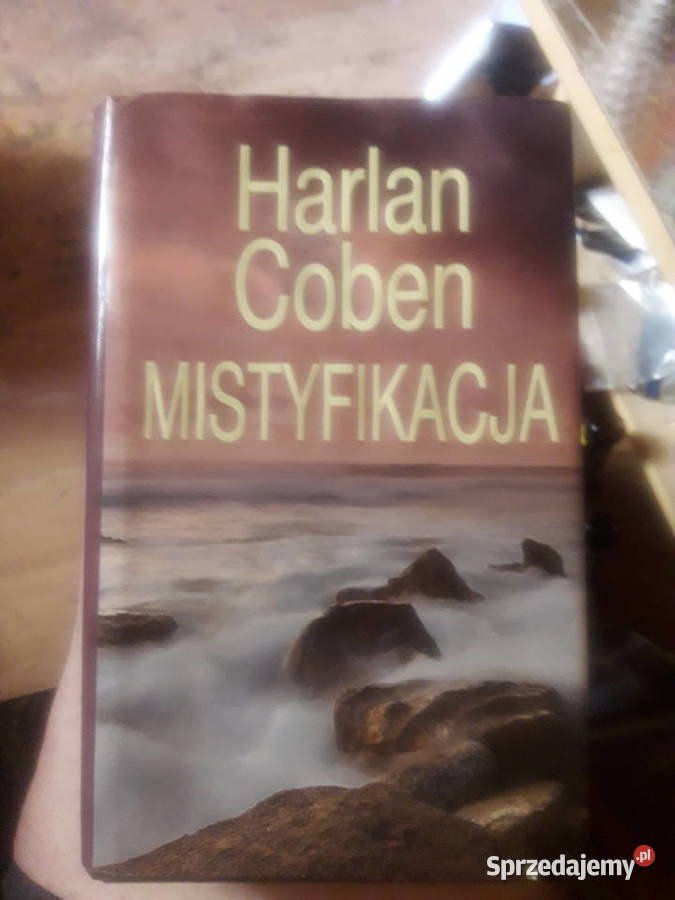 Harlan
Coben
MISTYFIKACJA
Sprzedajemy.pl